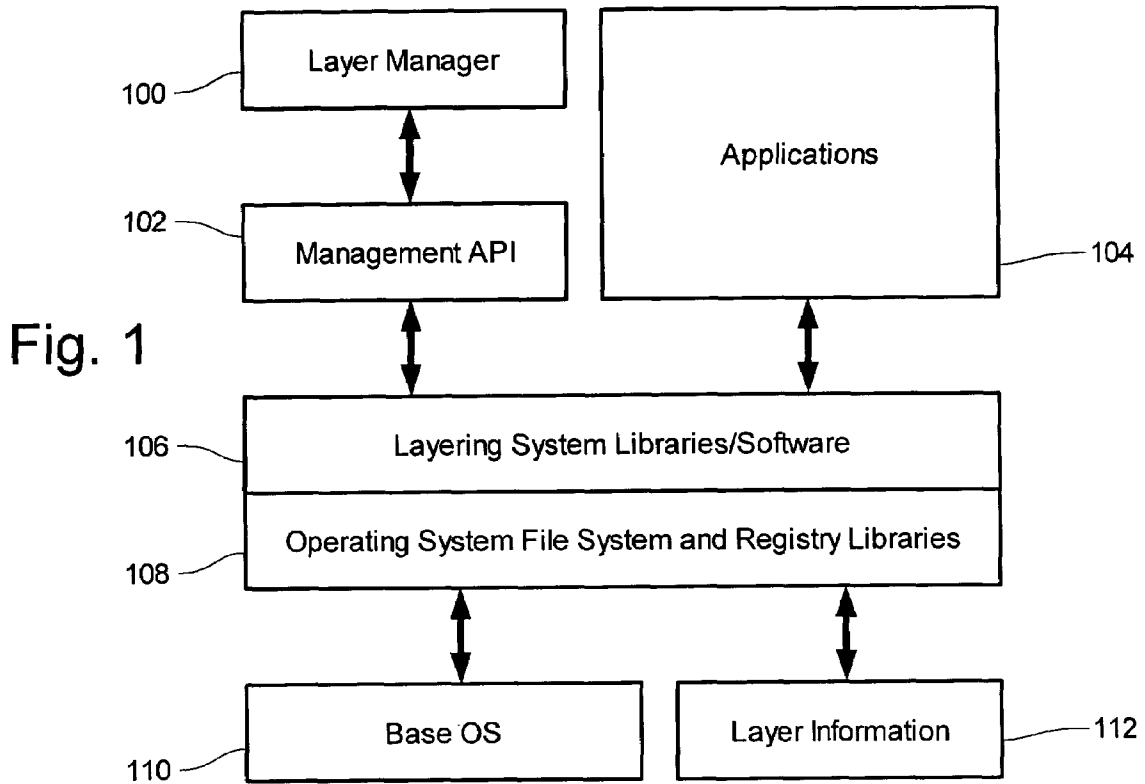 Layer Manager
100
Applications
102
Management API
104
Fig. 1
106
Layering System Libraries/Software
Operating System File System and Registry Libraries
108
Base OS
Layer Information
110
112